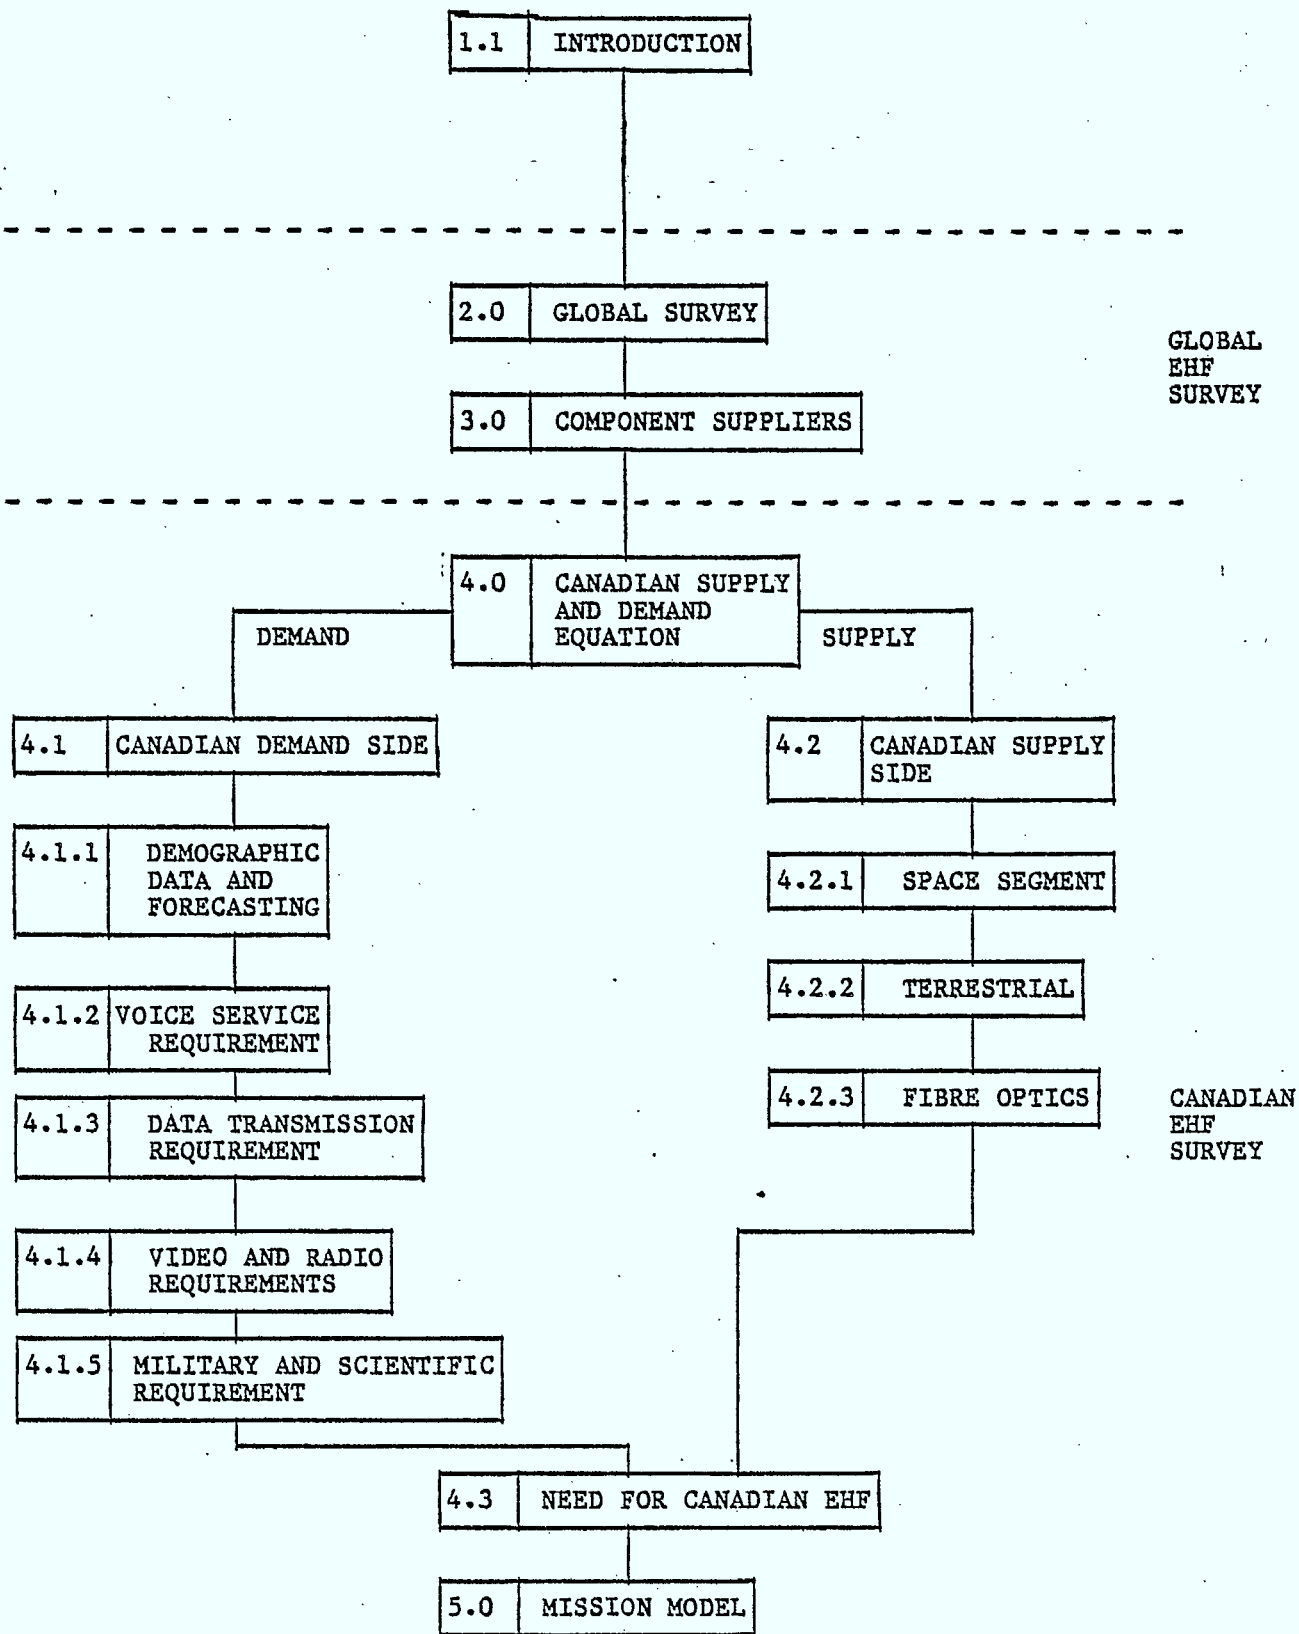 1.1 INTRODUCTION
2.0 GLOBAL SURVEY
GLOBAL
EHF
SURVEY
3.0 COMPONENT SUPPLIERS
4.0 CANADIAN SUPPLY
AND DEMAND
EQUATION
DEMAND
SUPPLY
4.1 CANADIAN DEMAND SIDE
4.2 CANADIAN SUPPLY
SIDE
4.1.1 DEMOGRAPHIC
DATA AND
FORECASTING
4.2.1 SPACE SEGMENT
4.2.2 TERRESTRIAL
4.1.2 VOICE SERVICE
REQUIREMENT
4.2.3 FIBRE OPTICS
CANADIAN
EHF
SURVEY
4.1.3 DATA TRANSMISSION
REQUIREMENT
4.1.4 VIDEO AND RADIO
REQUIREMENTS
4.1.5 MILITARY AND SCIENTIFIC
REQUIREMENT
4.3 NEED FOR CANADIAN EHF
5.0 MISSION MODEL